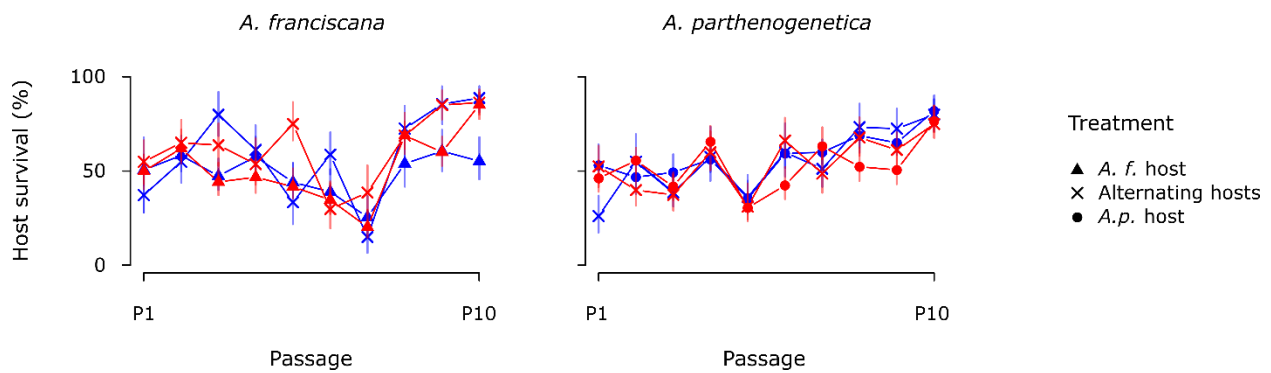 A. franciscana
A. parthenogenetica
Host survival (%)
100
50
0
P1
P10
Passage
P1
P10
Passage
Treatment
A. f. host
Alternating hosts
A.p. host